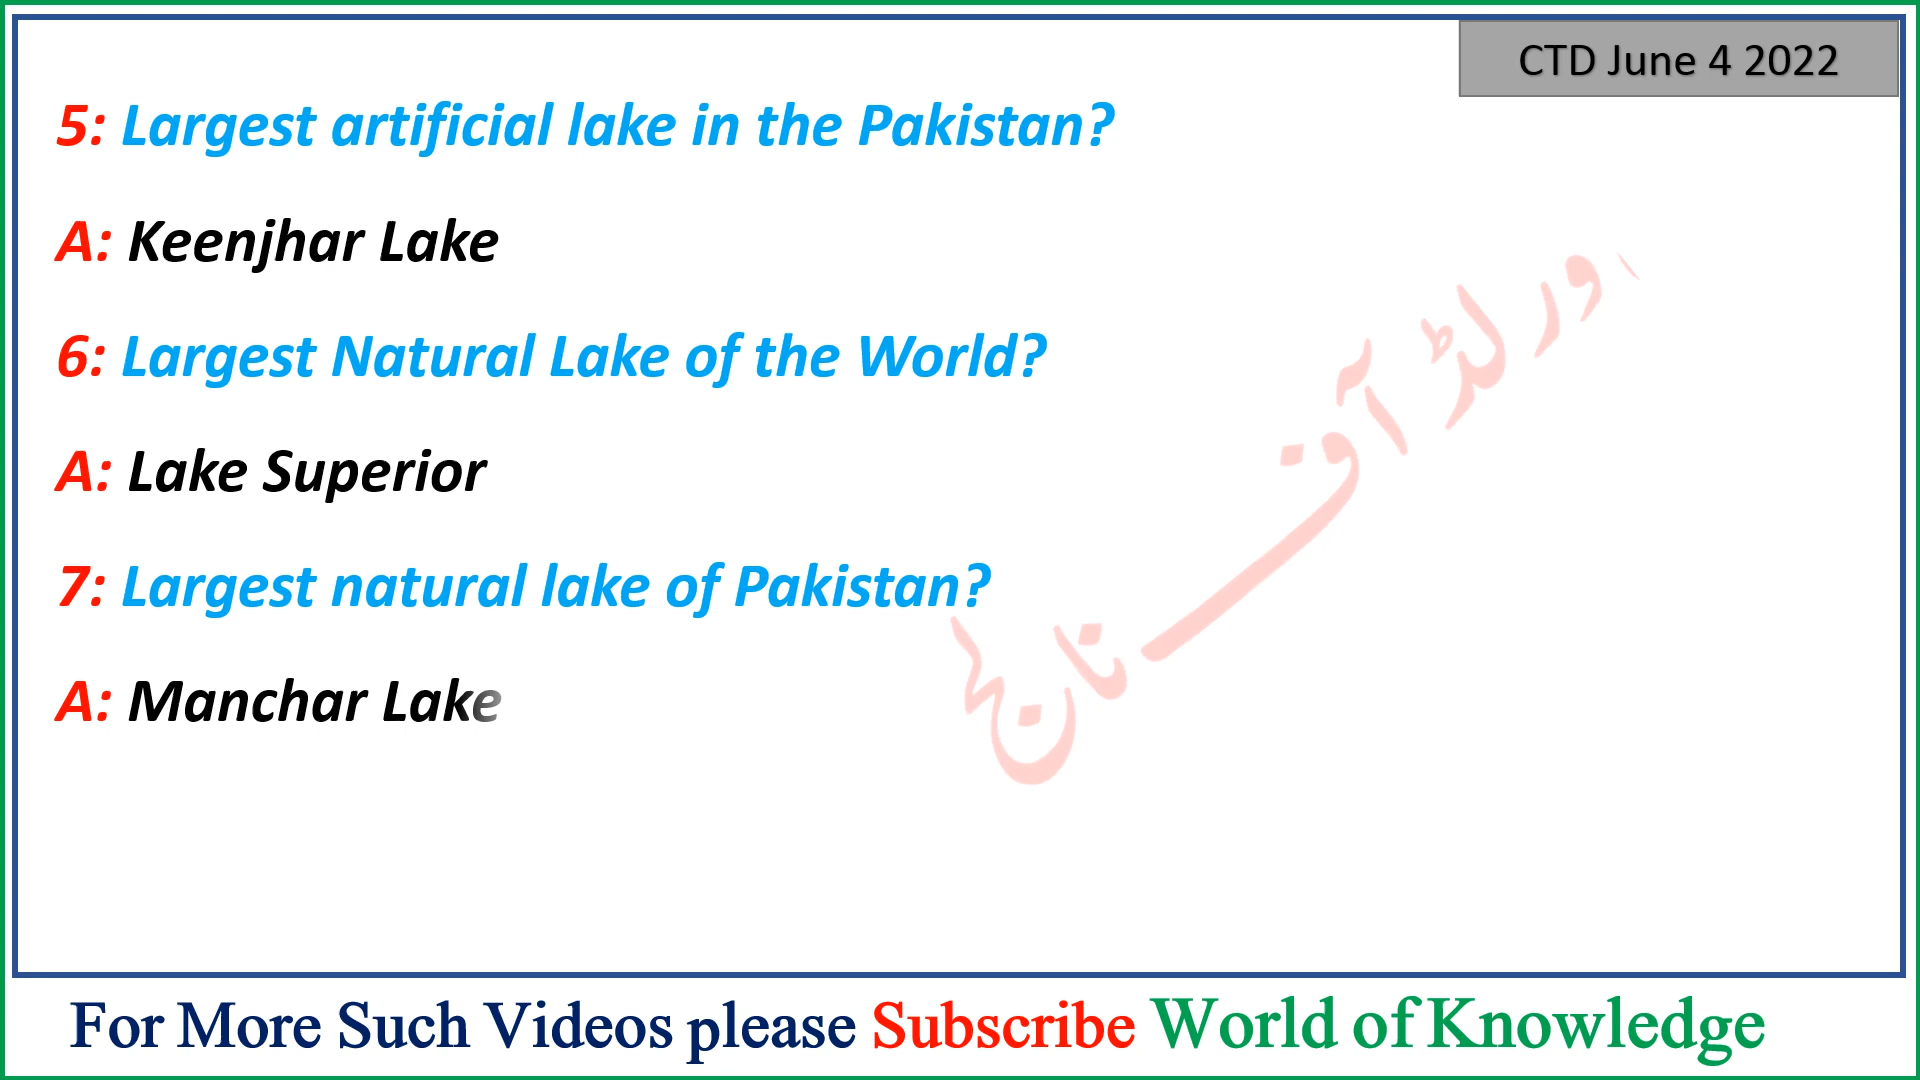 CTD June 4 2022
5: Largest artificial lake in the Pakistan?
A: Keenjhar Lake
6: Largest Natural Lake of the World?
A: Lake Superior
7: Largest natural lake of Pakistan?
A: Manchar Lake
ورلڈ آف نالج
For More Such Videos please Subscribe World of Knowledge